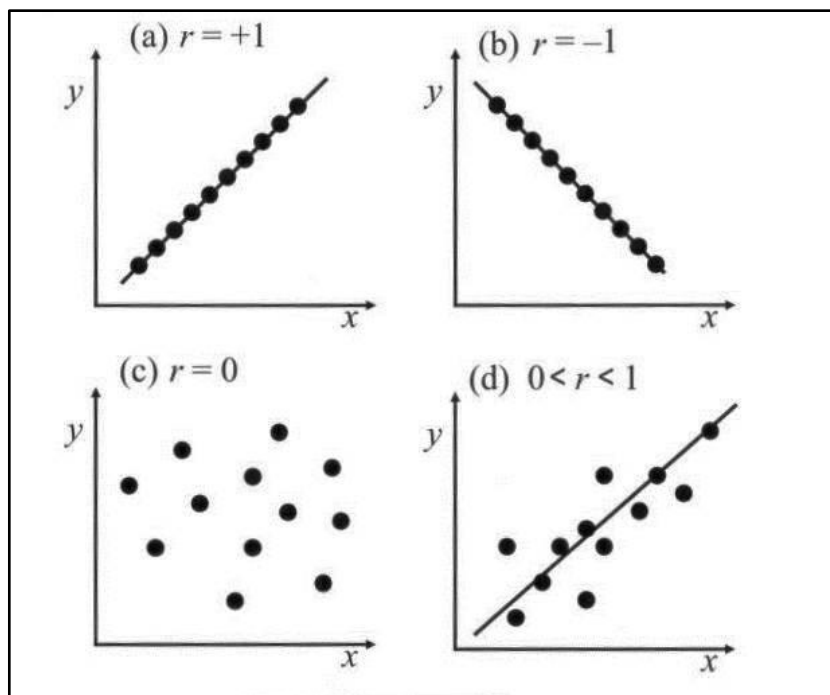 (a) r = +1
y
x
(b) r = –1
y
x
(c) r = 0
y
x
(d) 0 < r < 1
y
x